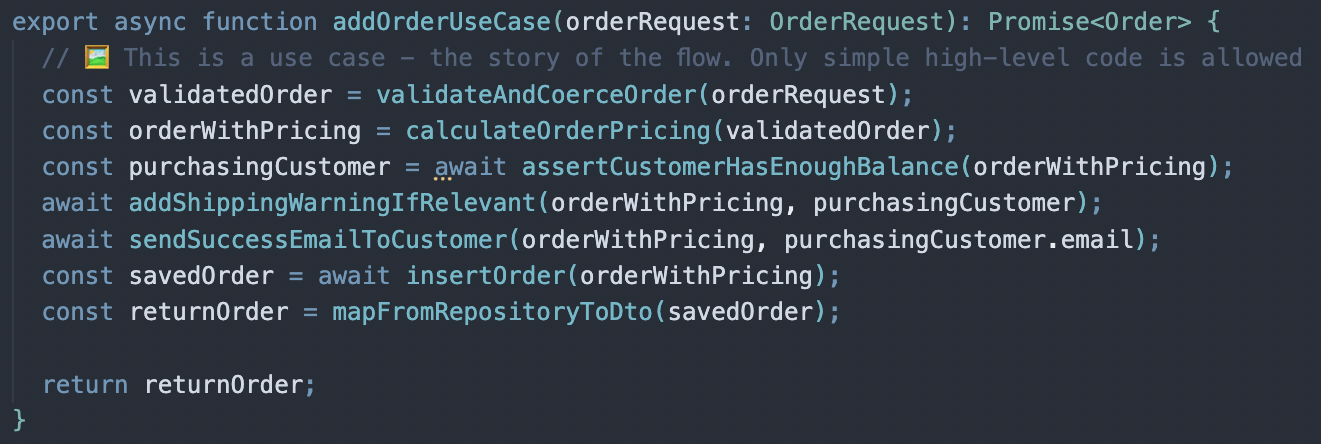 export async function addOrderUseCase(orderRequest: OrderRequest): Promise<Order> {
// 🖼️ This is a use case - the story of the flow. Only simple high-level code is allowed
const validatedOrder = validateAndCoerceOrder(orderRequest);
const orderWithPricing = calculateOrderPricing(validatedOrder);
const purchasingCustomer = await assertCustomerHasEnoughBalance(orderWithPricing);
await addShippingWarningIfRelevant(orderWithPricing, purchasingCustomer);
await sendSuccessEmailToCustomer(orderWithPricing, purchasingCustomer.email);
const savedOrder = await insertOrder(orderWithPricing);
const returnOrder = mapFromRepositoryToDto(savedOrder);
return returnOrder;
}